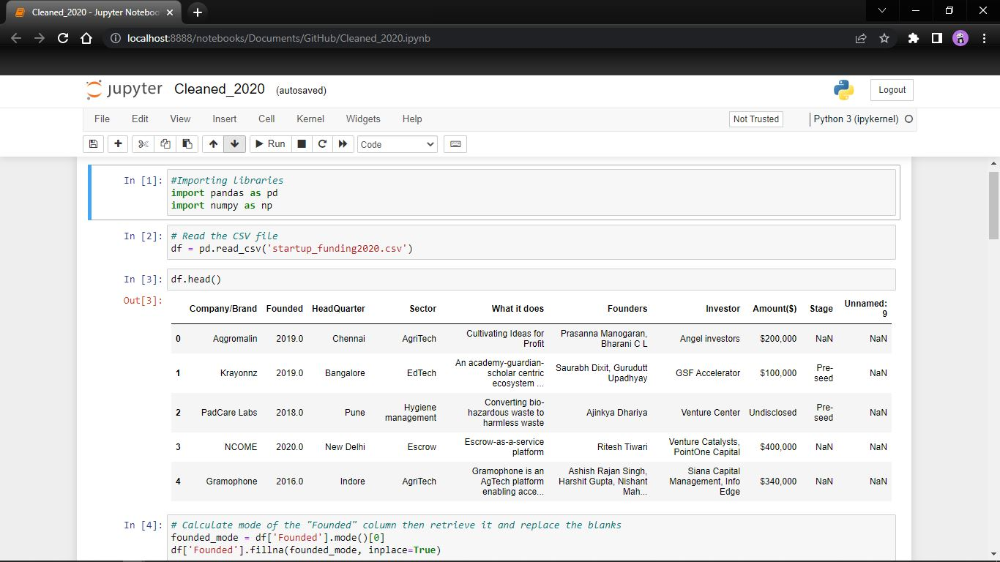 Cleaned_2020 - Jupyter Noteboo
localhost:8888/notebooks/Documents/GitHub/Cleaned_2020.ipynb
jupyter Cleaned_2020 (autosaved) Logout
File Edit View Insert Cell Kernel Widgets Help Not Trusted Python 3 (ipykernel)
Run Code
In [1]: #Importing libraries
import pandas as pd
import numpy as np
In [2]: # Read the CSV file
df = pd.read_csv('startup_funding2020.csv')
In [3]: df.head()
Out[3]:
Company/Brand Founded HeadQuarter Sector What it does Founders Investor Amount($) Stage Unnamed:
9
0 Aqgromalin 2019.0 Chennai AgriTech Cultivating Ideas for Prasanna Manogaran, Angel investors $200,000 NaN NaN
Profit Bharani C L
1 Krayonnz 2019.0 Bangalore EdTech An academy-guardian- Saurabh Dixit, Gurudutt GSF Accelerator $100,000 Pre- NaN
scholar centric Upadhyay seed
ecosystem ...
2 PadCare Labs 2018.0 Pune Hygiene Converting bio- Ajinkya Dhariya Venture Center Undisclosed Pre- NaN
management hazardous waste to seed
harmless waste
3 NCOME 2020.0 New Delhi Escrow Escrow-as-a-service Ritesh Tiwari Venture Catalysts, $400,000 NaN NaN
platform PointOne Capital
4 Gramophone 2016.0 Indore AgriTech Gramophone is an Ashish Rajan Singh, Siana Capital $340,000 NaN NaN
AgTech platform Harshit Gupta, Nishant Management, Info
enabling acce... Mah... Edge
In [4]: # Calculate mode of the "Founded" column then retrieve it and replace the blanks
founded_mode = df['Founded'].mode()[0]
df['Founded'].fillna(founded_mode, inplace=True)